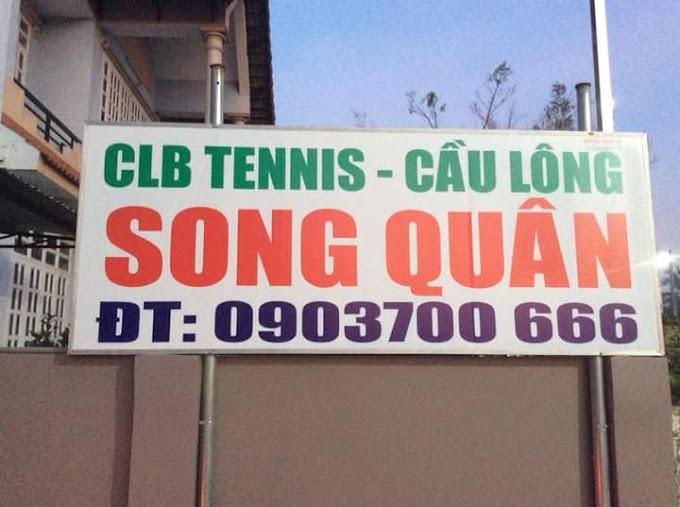 CLB TENNIS - CẦU LÔNG
SONG QUÂN
ĐT: 0903700 666